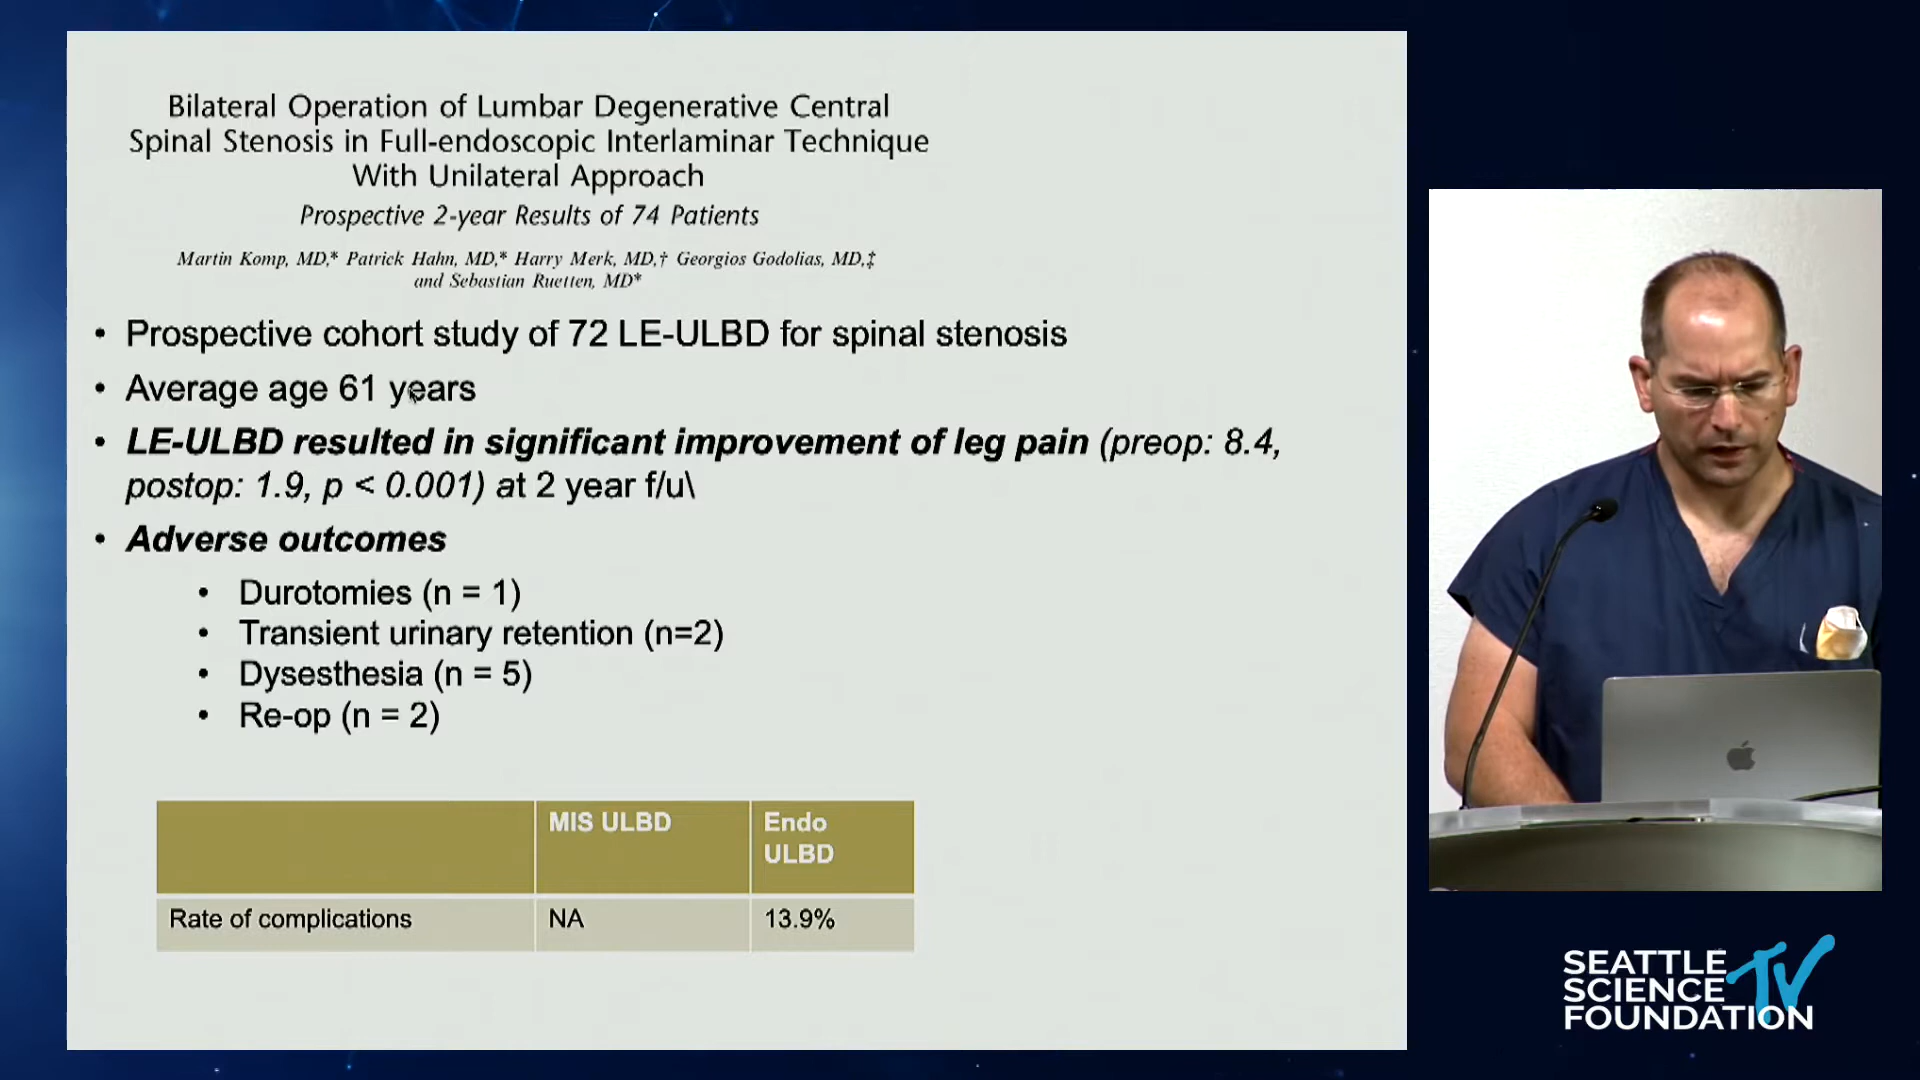 Bilateral Operation of Lumbar Degenerative Central
Spinal Stenosis in Full-endoscopic Interlaminar Technique
With Unilateral Approach
Prospective 2-year Results of 74 Patients
Martin Komp, MD,* Patrick Hahn, MD,* Harry Merk, MD,† Georgios Godolias, MD,‡
and Sebastian Ruetten, MD*
• Prospective cohort study of 72 LE-ULBD for spinal stenosis
• Average age 61 years
• LE-ULBD resulted in significant improvement of leg pain (preop: 8.4,
postop: 1.9, p < 0.001) at 2 year f/u\
• Adverse outcomes
• Durotomies (n = 1)
• Transient urinary retention (n=2)
• Dysesthesia (n = 5)
• Re-op (n = 2)
MIS ULBD Endo
ULBD
Rate of complications NA 13.9%
SEATTLE
SCIENCE TV
FOUNDATION